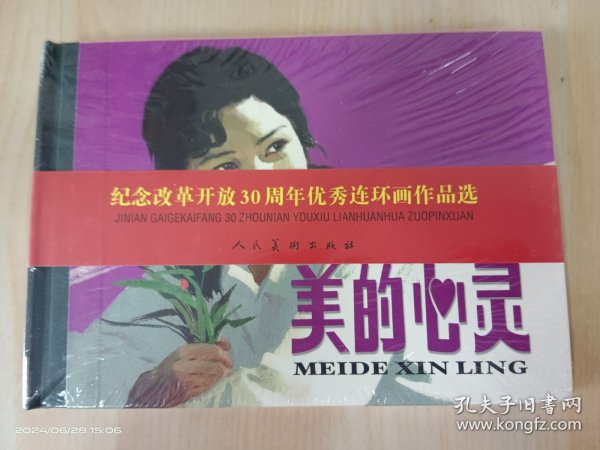 纪念改革开放30周年优秀连环画作品选
JINIAN GAIGEKAIFANG 30 ZHOUNIAN YOUXIU LIANHUANHUA ZUOPINXUAN
人民美术出版社
美的心灵
MEIDE XIN LING
2024/06/28 15:06
孔夫子旧书网
www.kongfz.com